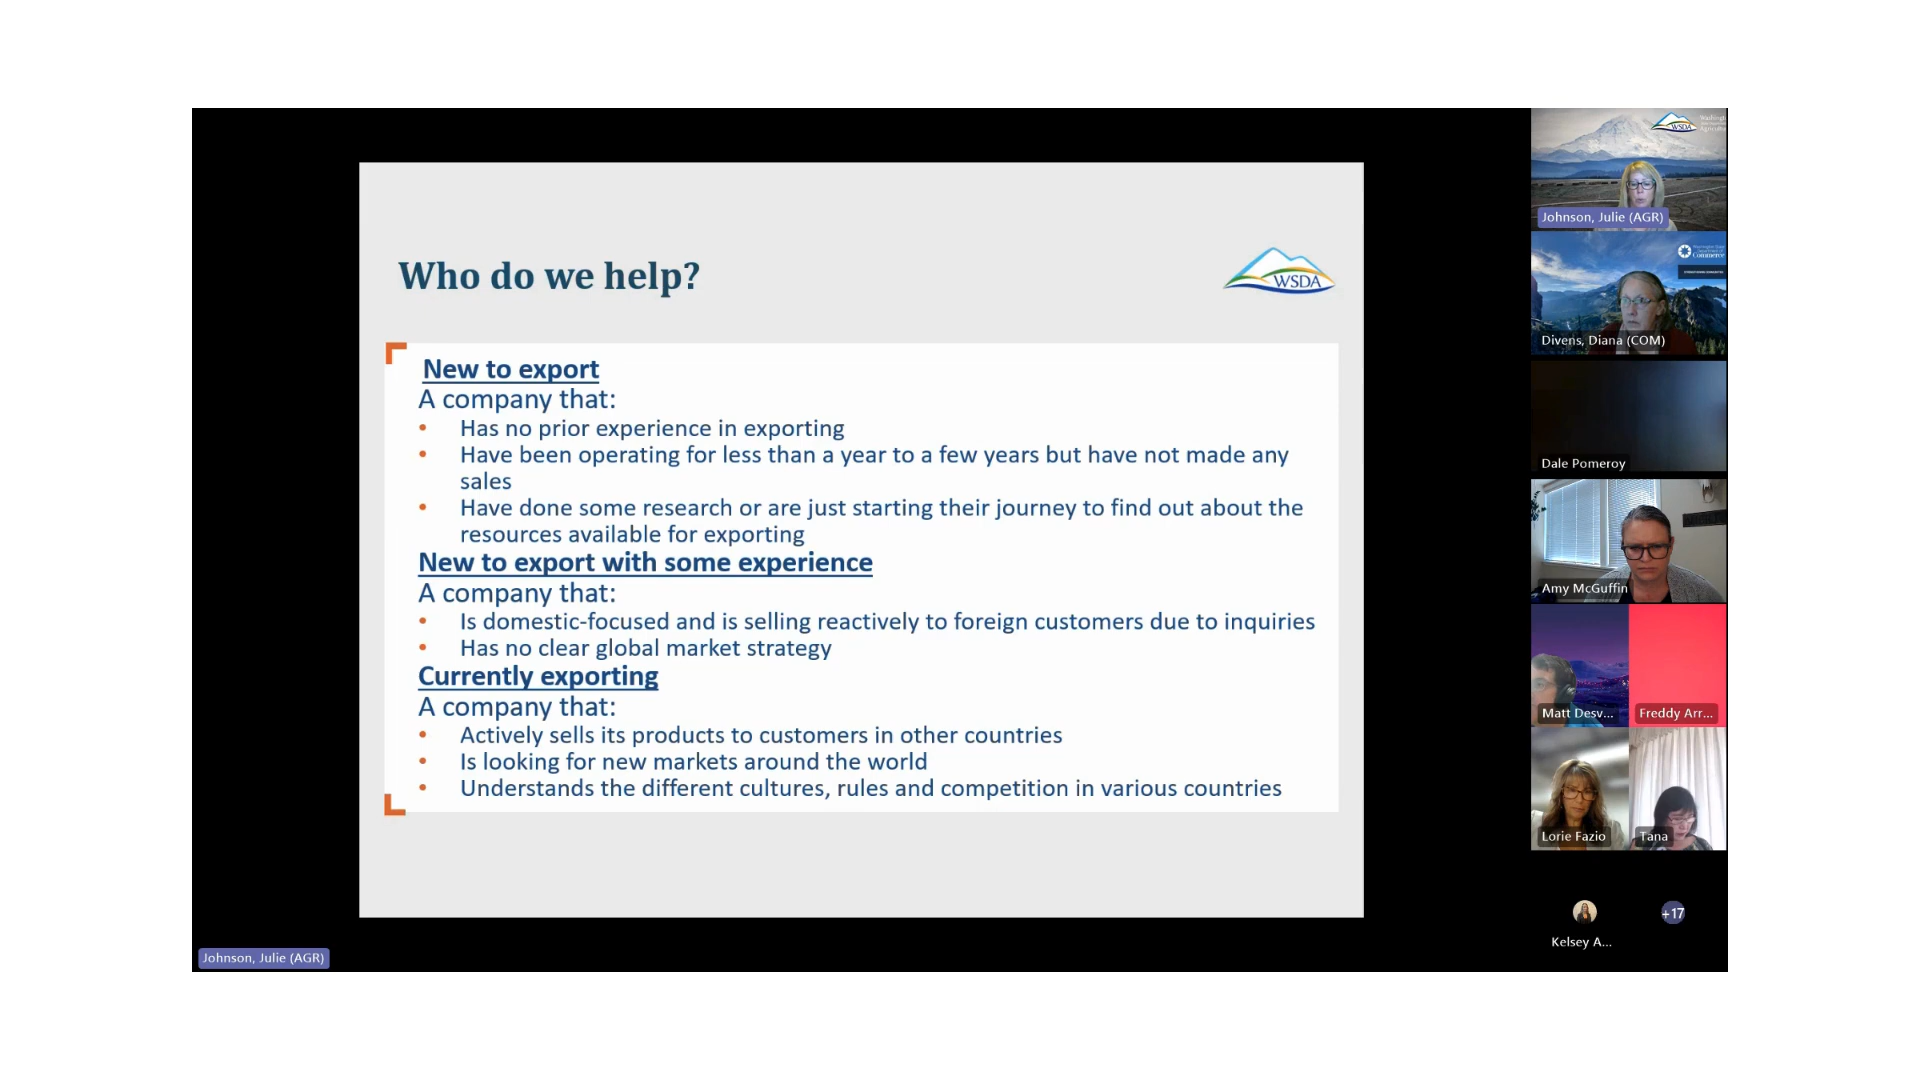 Who do we help?
WSDA
New to export
A company that:
• Has no prior experience in exporting
• Have been operating for less than a year to a few years but have not made any
sales
• Have done some research or are just starting their journey to find out about the
resources available for exporting
New to export with some experience
A company that:
• Is domestic-focused and is selling reactively to foreign customers due to inquiries
• Has no clear global market strategy
Currently exporting
A company that:
• Actively sells its products to customers in other countries
• Is looking for new markets around the world
• Understands the different cultures, rules and competition in various countries
Johnson, Julie (AGR)
WSDA
Johnson, Julie (AGR)
Commerce
Divens, Diana (COM)
Dale Pomeroy
Amy McGuffin
Matt Desv...
Freddy Arr...
Lorie Fazio
Tana
Kelsey A...
+17